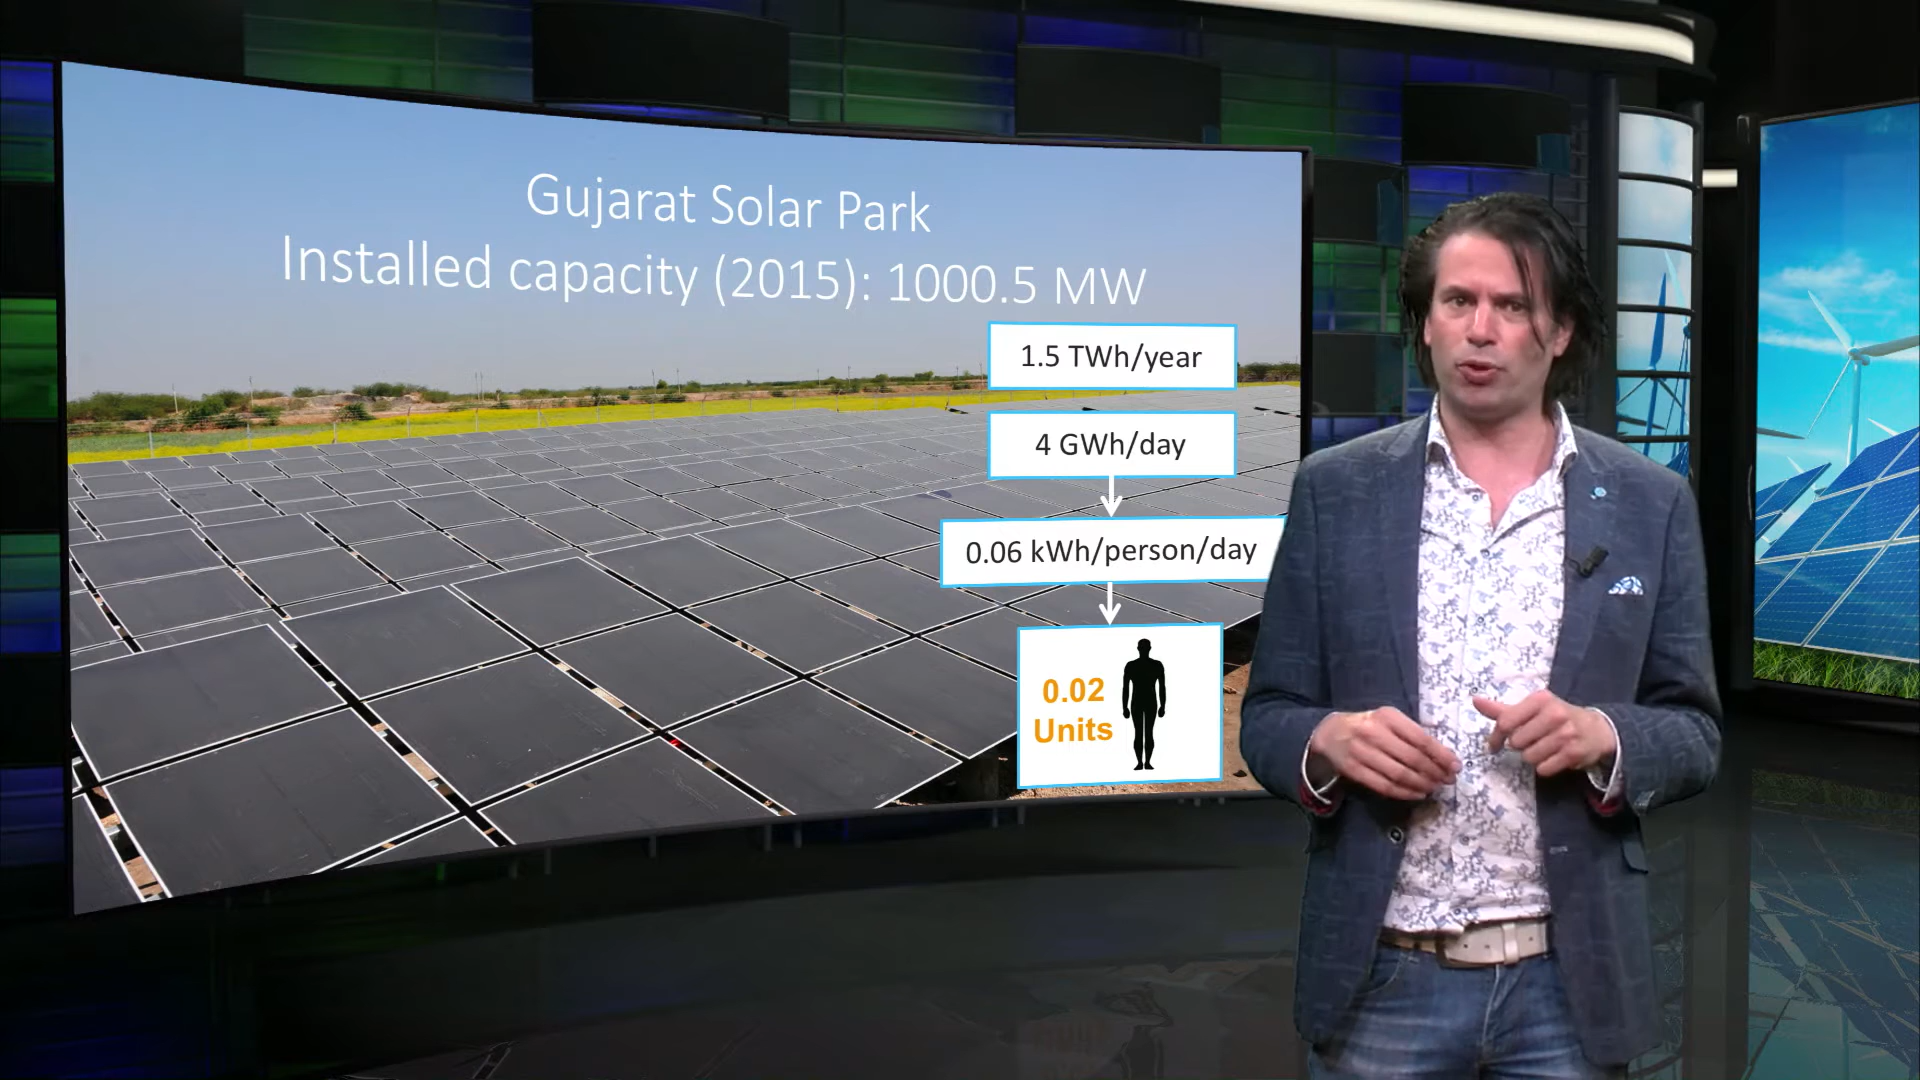 Gujarat Solar Park
Installed capacity (2015): 1000.5 MW
1.5 TWh/year
4 GWh/day
0.06 kWh/person/day
0.02
Units